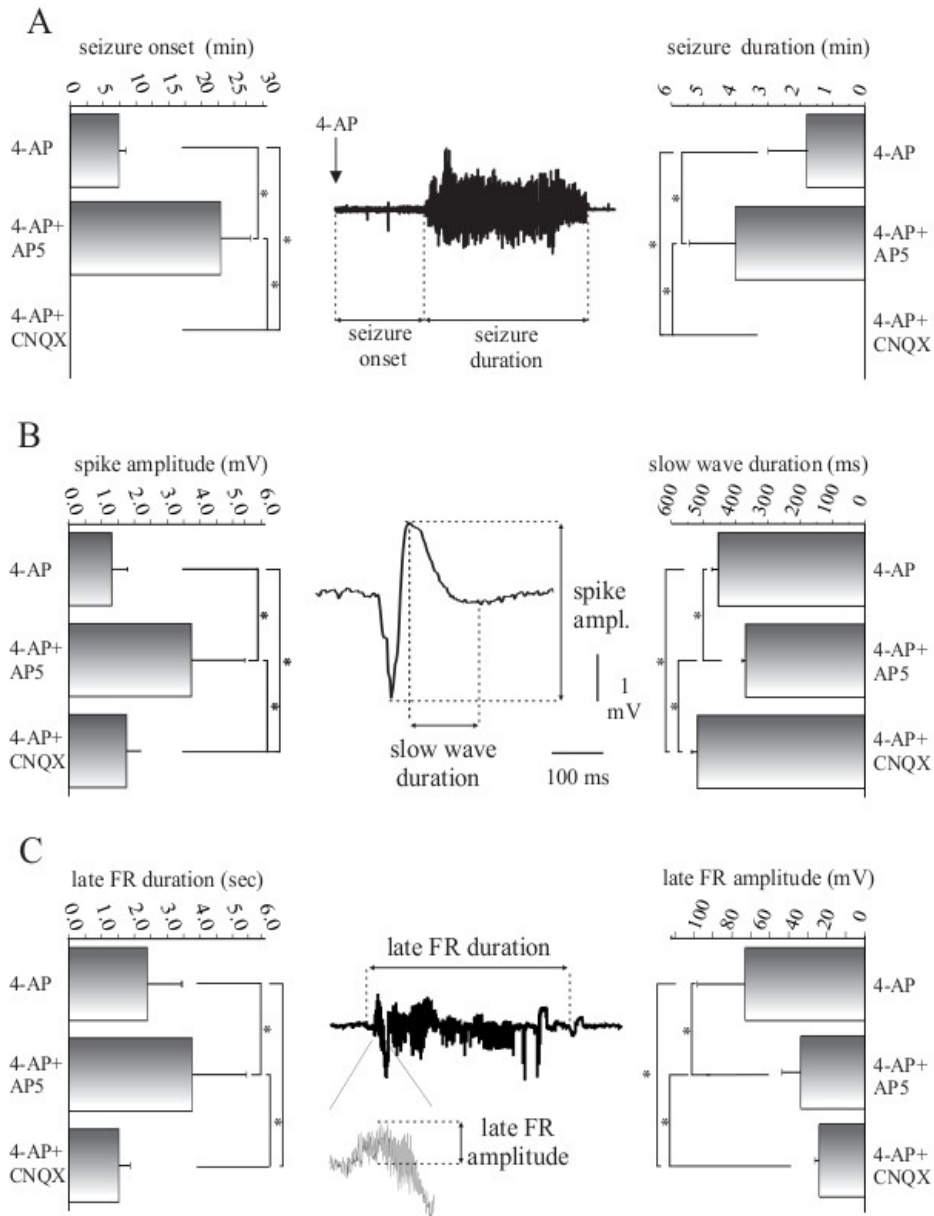 A
seizure onset (min)
0 5 10 15 20 25 30
4-AP
4-AP+
AP5
4-AP+
CNQX
*
*
*
4-AP
seizure
onset
seizure
duration
seizure duration (min)
6 5 4 3 2 1 0
4-AP
4-AP+
AP5
4-AP+
CNQX
*
*
*
B
spike amplitude (mV)
0.0 1.0 2.0 3.0 4.0 5.0 6.0
4-AP
4-AP+
AP5
4-AP+
CNQX
*
*
*
spike
ampl.
1
mV
slow wave
duration
100 ms
slow wave duration (ms)
600 500 400 300 200 100 0
4-AP
4-AP+
AP5
4-AP+
CNQX
*
*
*
C
late FR duration (sec)
0.0 1.0 2.0 3.0 4.0 5.0 6.0
4-AP
4-AP+
AP5
4-AP+
CNQX
*
*
*
late FR duration
late FR
amplitude
late FR amplitude (mV)
100 80 60 40 20 0
4-AP
4-AP+
AP5
4-AP+
CNQX
*
*
*